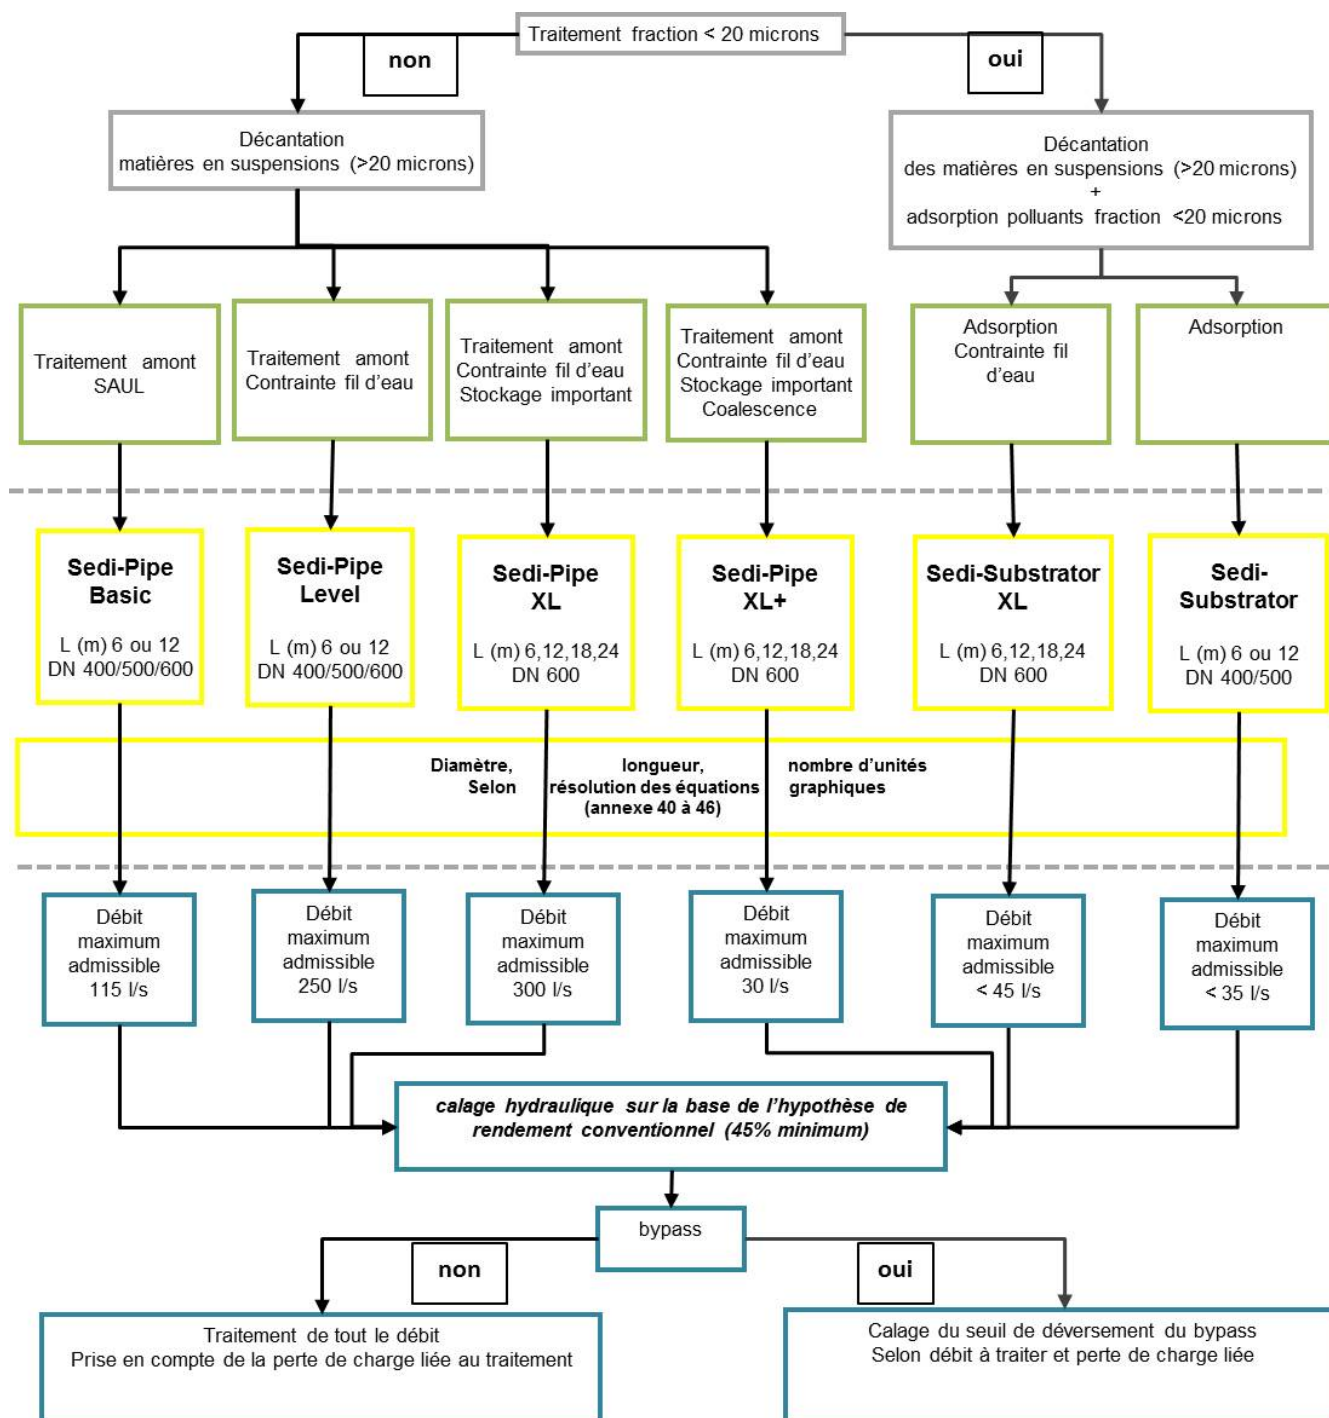 Traitement fraction < 20 microns
non
oui
Décantation
matières en suspensions (>20 microns)
Décantation
des matières en suspensions (>20 microns)
+
adsorption polluants fraction <20 microns
Traitement amont
SAUL
Traitement amont
Contrainte fil d'eau
Traitement amont
Contrainte fil d'eau
Stockage important
Traitement amont
Contrainte fil d'eau
Stockage important
Coalescence
Adsorption
Contrainte fil
d'eau
Adsorption
Sedi-Pipe
Basic
L (m) 6 ou 12
DN 400/500/600
Sedi-Pipe
Level
L (m) 6 ou 12
DN 400/500/600
Sedi-Pipe
XL
L (m) 6,12,18,24
DN 600
Sedi-Pipe
XL+
L (m) 6,12,18,24
DN 600
Sedi-Substrator
XL
L (m) 6,12,18,24
DN 600
Sedi-
Substrator
L (m) 6 ou 12
DN 400/500
Diamètre, longueur, nombre d'unités
Selon résolution des équations graphiques
(annexe 40 à 46)
Débit
maximum
admissible
115 l/s
Débit
maximum
admissible
250 l/s
Débit
maximum
admissible
300 l/s
Débit
maximum
admissible
30 l/s
Débit
maximum
admissible
< 45 l/s
Débit
maximum
admissible
< 35 l/s
calage hydraulique sur la base de l'hypothèse de
rendement conventionnel (45% minimum)
bypass
non
oui
Traitement de tout le débit
Prise en compte de la perte de charge liée au traitement
Calage du seuil de déversement du bypass
Selon débit à traiter et perte de charge liée